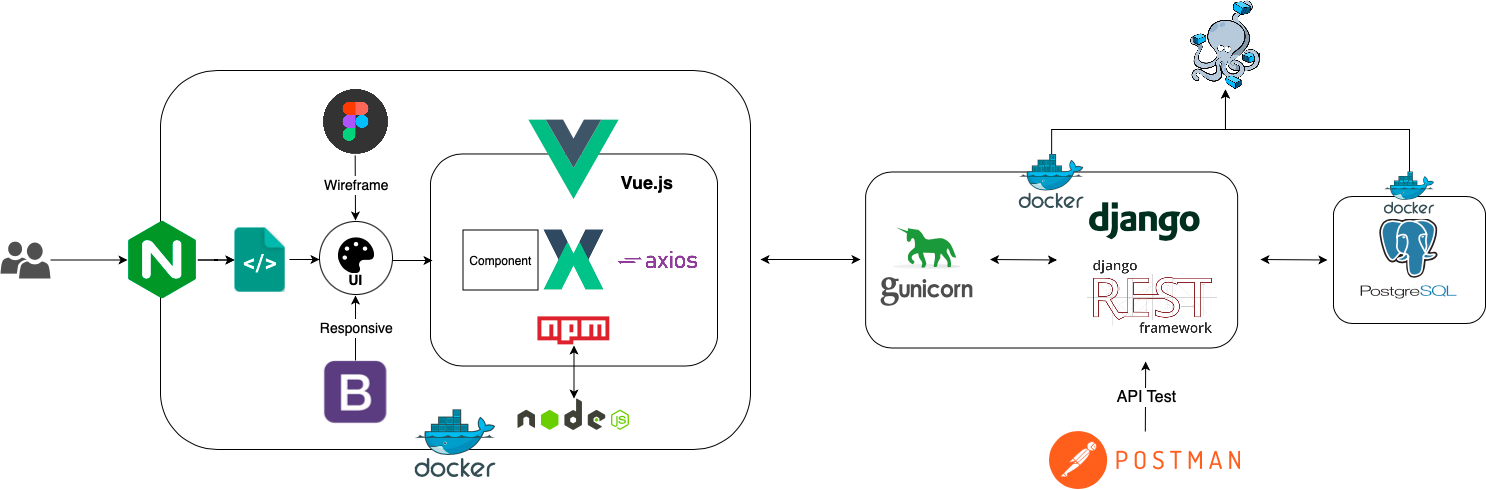 Wireframe
Vue.js
N
</>
UI
Component
axios
Responsive
npm
B
node
JS
docker
docker
django
gunicorn
django
REST
framework
API Test
POSTMAN
docker
PostgreSQL